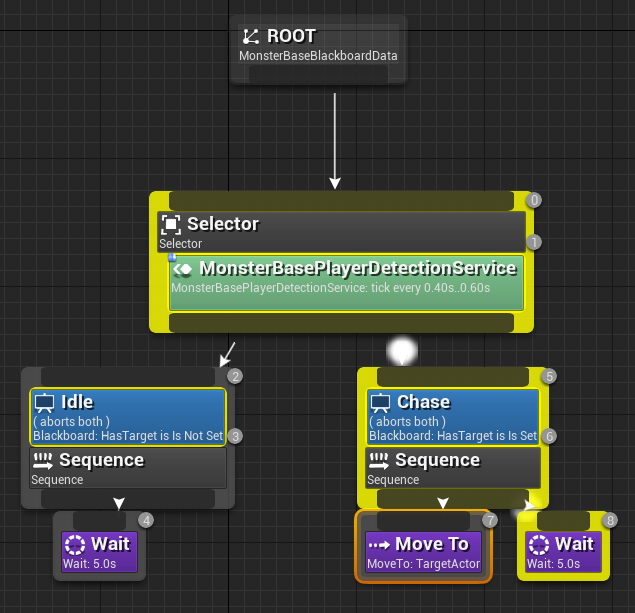 ROOT
MonsterBaseBlackboardData
0
Selector
Selector
1
MonsterBasePlayerDetectionService
MonsterBasePlayerDetectionService: tick every 0.40s..0.60s
2
Idle
( aborts both )
Blackboard: HasTarget is Is Not Set
3
Sequence
Sequence
4
Wait
Wait: 5.0s
5
Chase
( aborts both )
Blackboard: HasTarget is Is Set
6
Sequence
Sequence
7
Move To
MoveTo: TargetActor
8
Wait
Wait: 5.0s